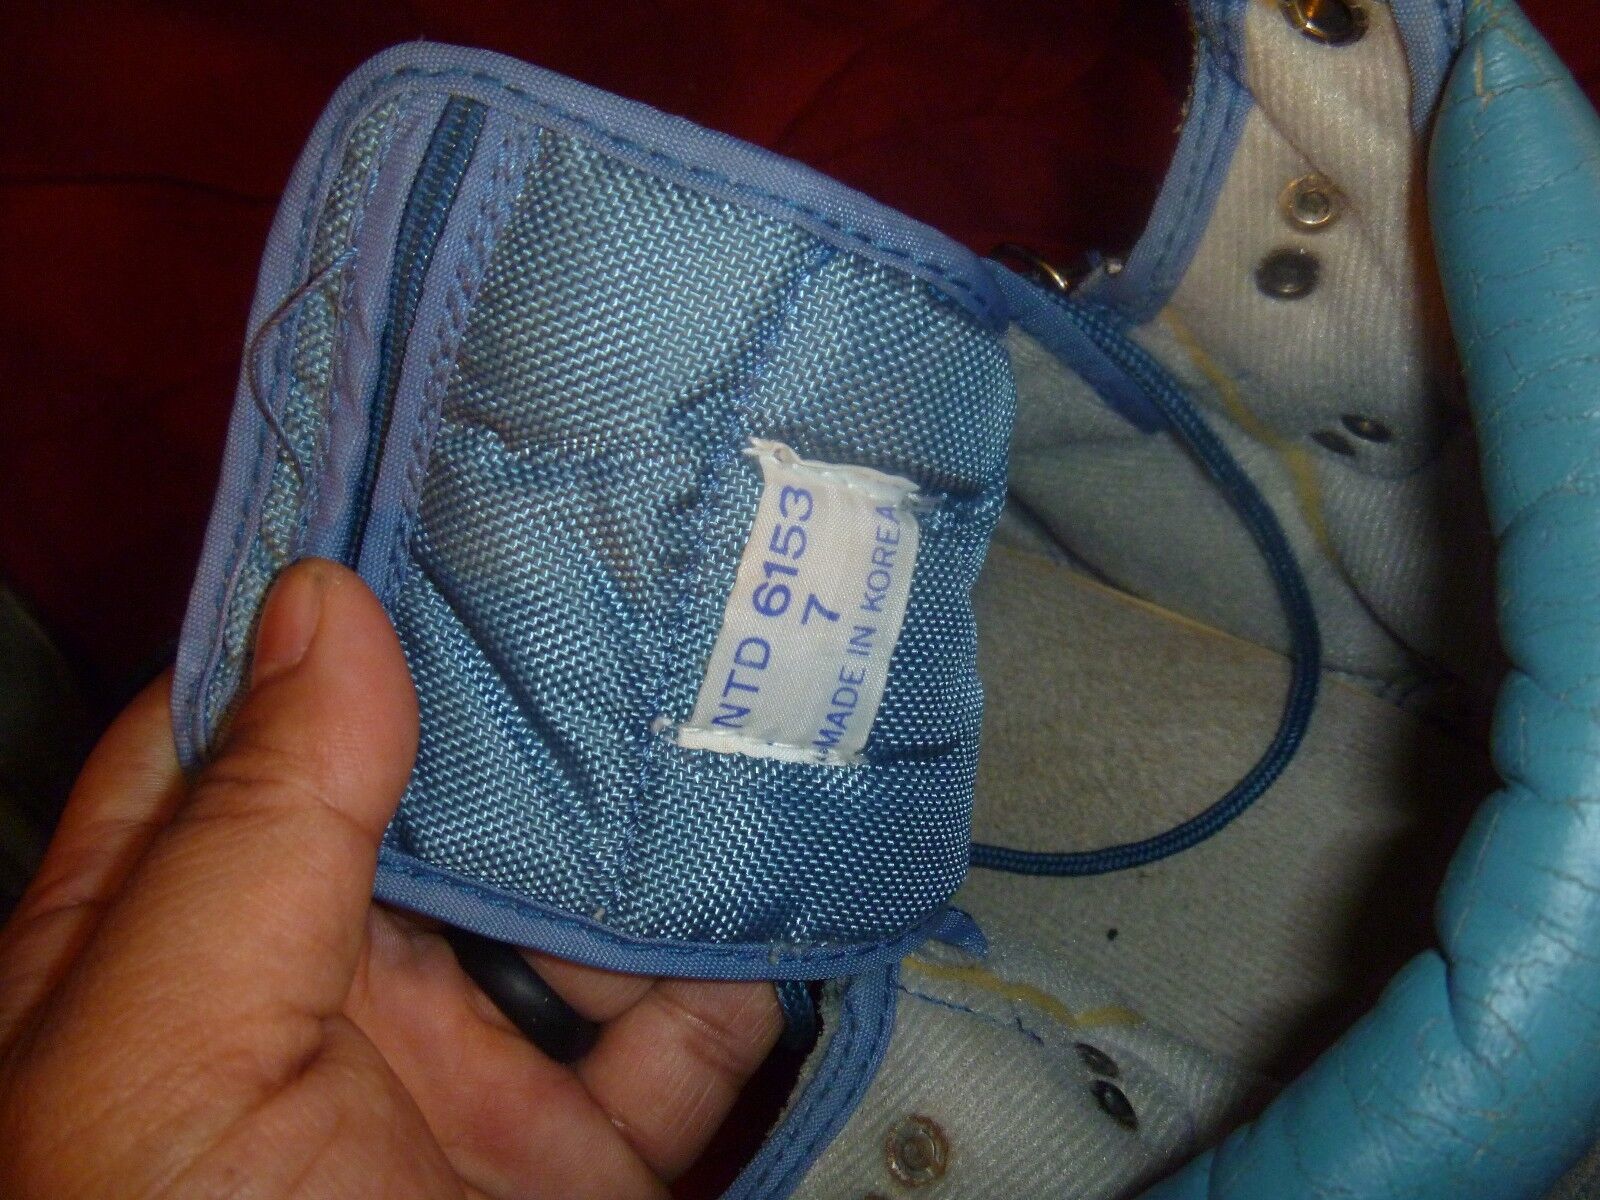 NTD 6153
7
MADE IN KOREA